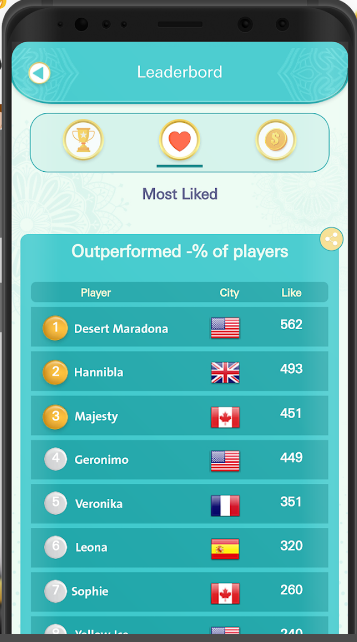 Leaderbord
Most Liked
Outperformed -% of players
Player City Like
1 Desert Maradona 562
2 Hannibla 493
3 Majesty 451
4 Geronimo 449
5 Veronika 351
6 Leona 320
7 Sophie 260
8 Yellow 240